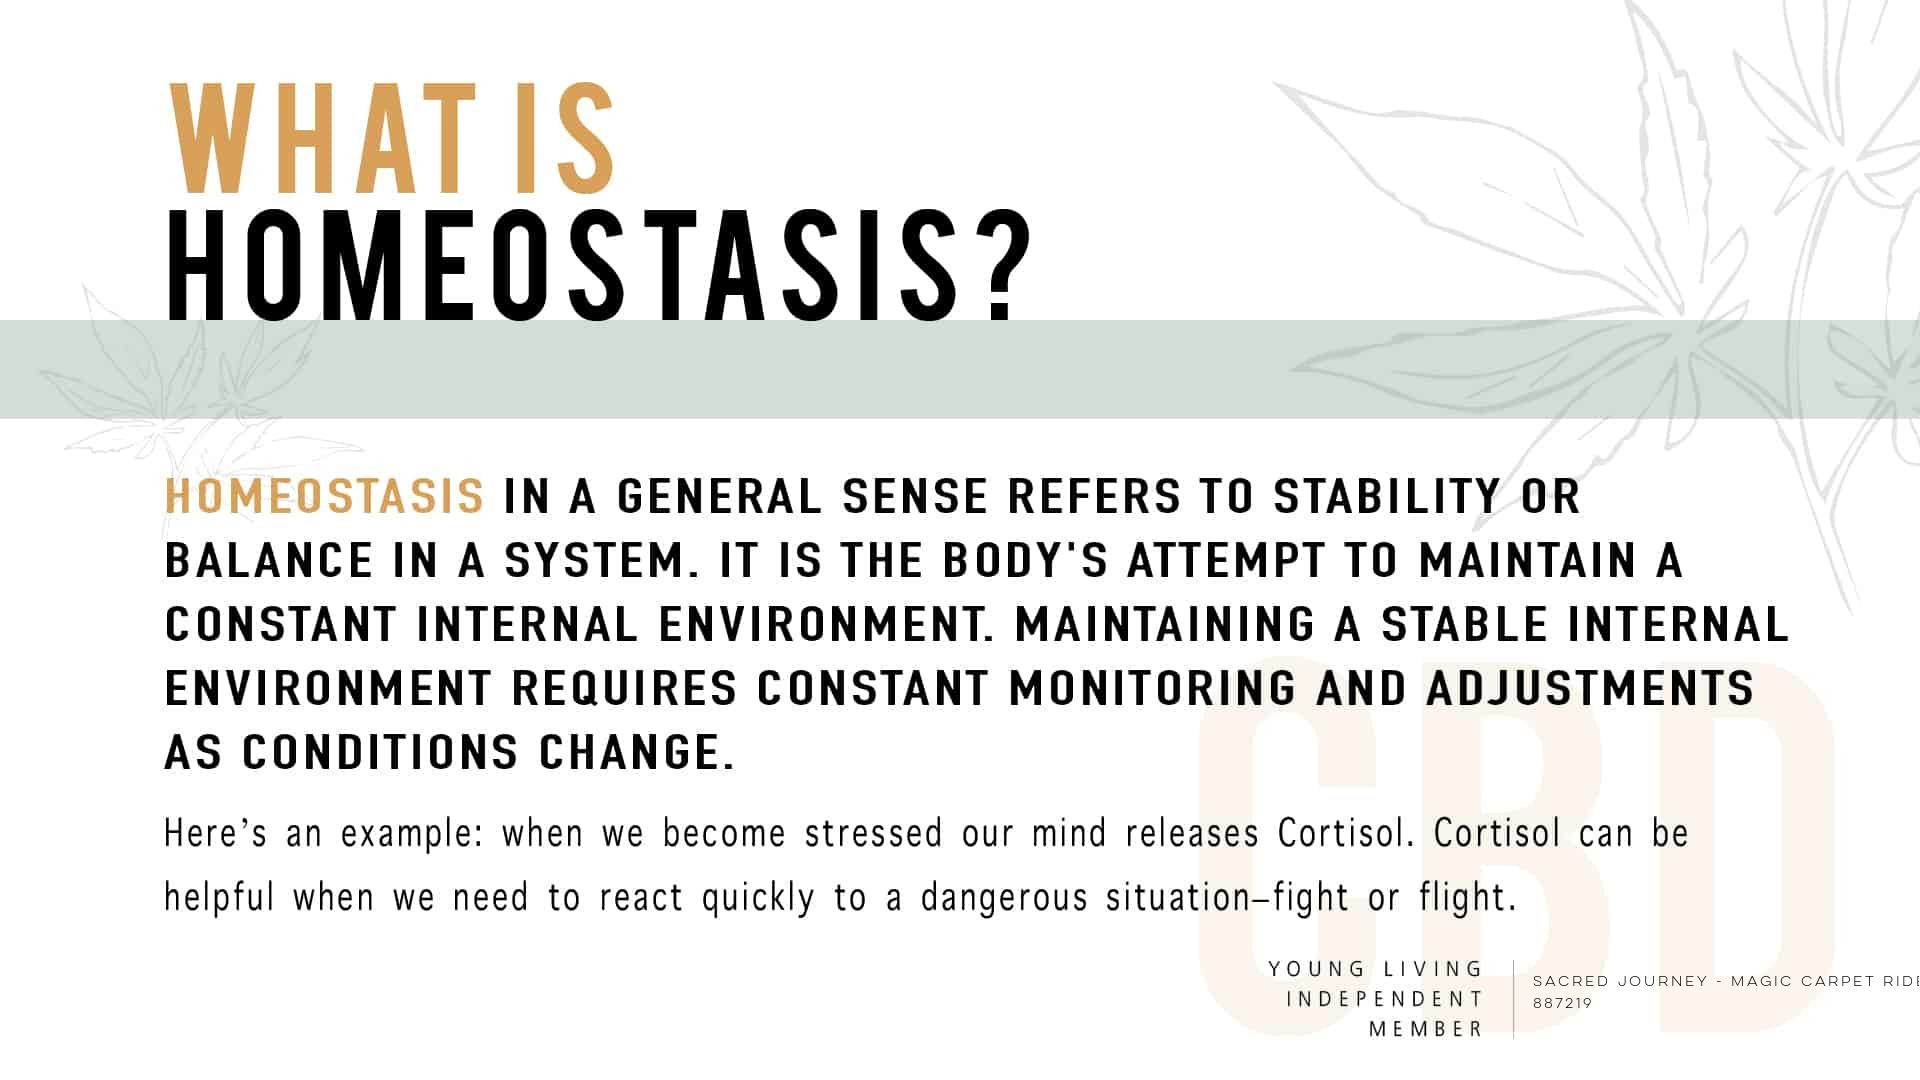 WHAT IS
HOMEOSTASIS?
HOMEOSTASIS IN A GENERAL SENSE REFERS TO STABILITY OR
BALANCE IN A SYSTEM. IT IS THE BODY'S ATTEMPT TO MAINTAIN A
CONSTANT INTERNAL ENVIRONMENT. MAINTAINING A STABLE INTERNAL
ENVIRONMENT REQUIRES CONSTANT MONITORING AND ADJUSTMENTS
AS CONDITIONS CHANGE.
Here’s an example: when we become stressed our mind releases Cortisol. Cortisol can be
helpful when we need to react quickly to a dangerous situation–fight or flight.
CBD
YOUNG LIVING
INDEPENDENT
MEMBER
SACRED JOURNEY - MAGIC CARPET RIDE
887219